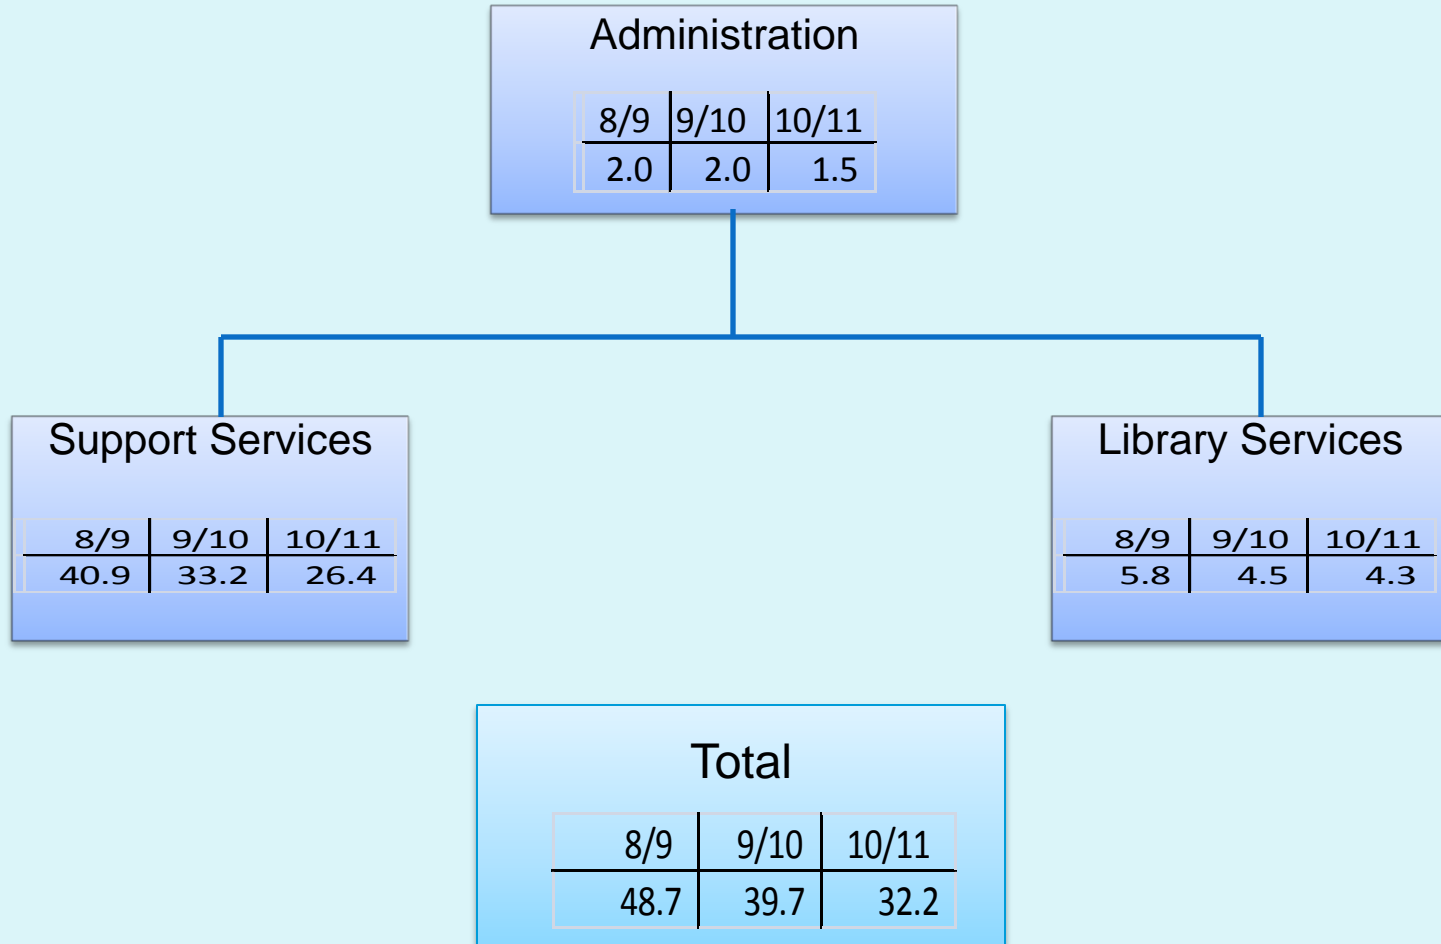 Administration
8/9 9/10 10/11
2.0 2.0 1.5
Support Services
8/9 9/10 10/11
40.9 33.2 26.4
Library Services
8/9 9/10 10/11
5.8 4.5 4.3
Total
8/9 9/10 10/11
48.7 39.7 32.2